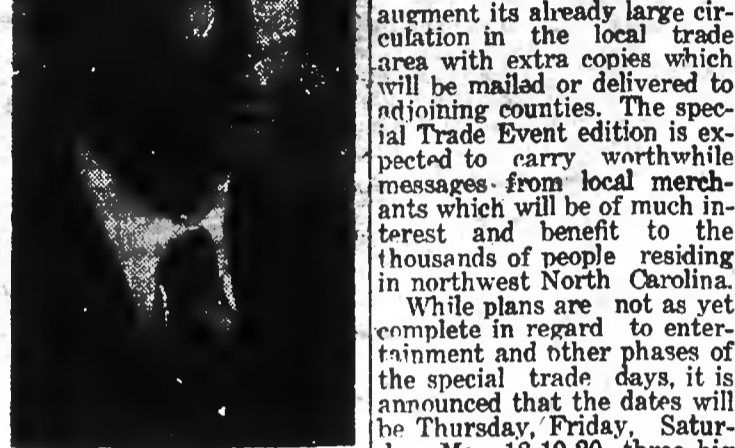 augment its already large cir-
culation in the local trade
area with extra copies which
will be mailed or delivered to
adjoining counties. The spec-
ial Trade Event edition is ex-
pected to carry worthwhile
messages from local merch-
ants which will be of much in-
terest and benefit to the
thousands of people residing
in northwest North Carolina.
While plans are not as yet
complete in regard to enter-
tainment and other phases of
the special trade days, it is
announced that the dates will
be Thursday, Friday, Satur-